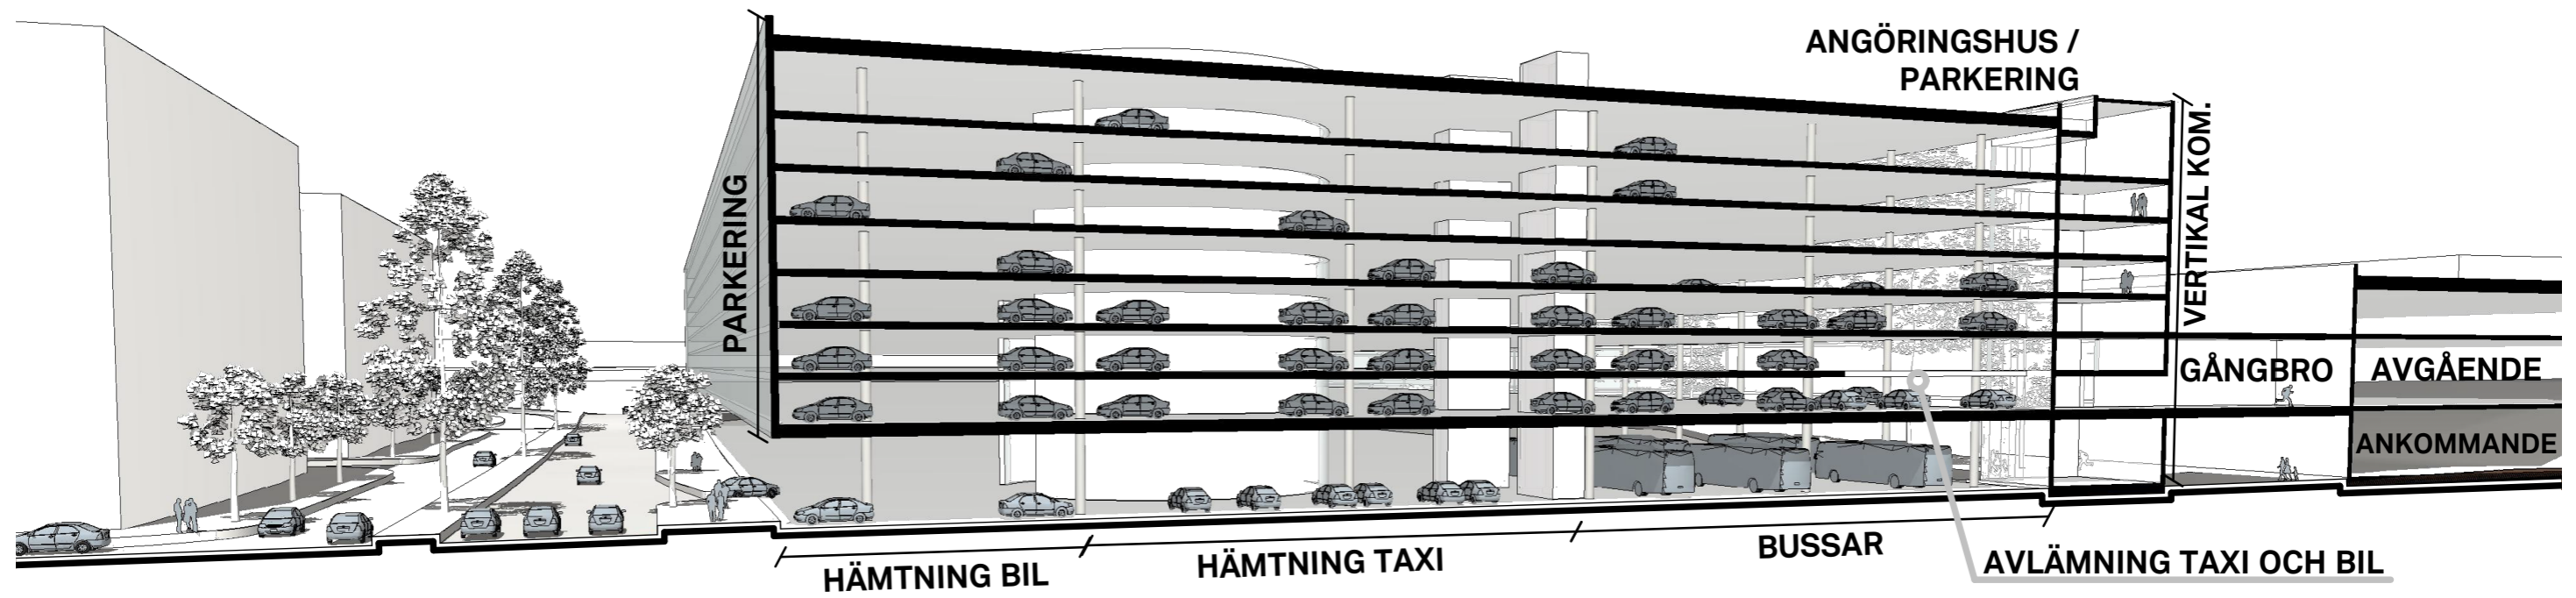 ANGÖRINGSHUS /
PARKERING
PARKERING
VERTIKAL KOM.
GÅNGBRO
AVGÅENDE
ANKOMMANDE
HÄMTNING BIL
HÄMTNING TAXI
BUSSAR
AVLÄMNING TAXI OCH BIL